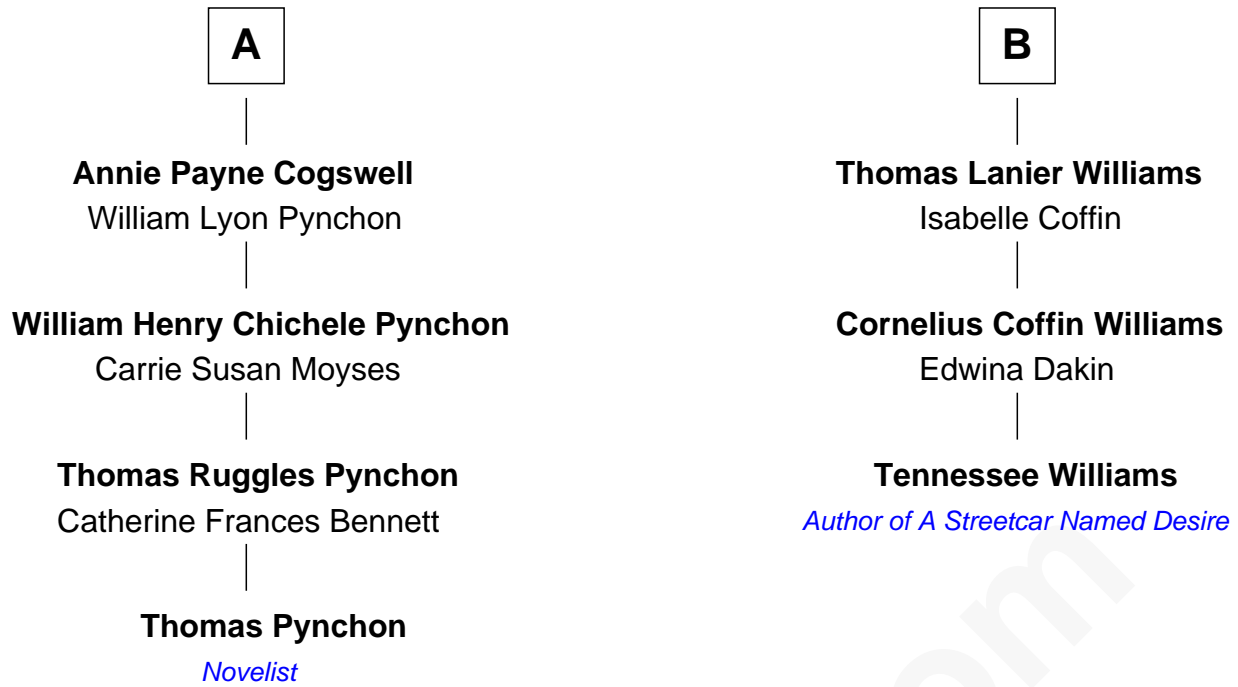 A
Annie Payne Cogswell
William Lyon Pynchon
William Henry Chichele Pynchon
Carrie Susan Moyses
Thomas Ruggles Pynchon
Catherine Frances Bennett
Thomas Pynchon
Novelist
B
Thomas Lanier Williams
Isabelle Coffin
Cornelius Coffin Williams
Edwina Dakin
Tennessee Williams
Author of A Streetcar Named Desire
om